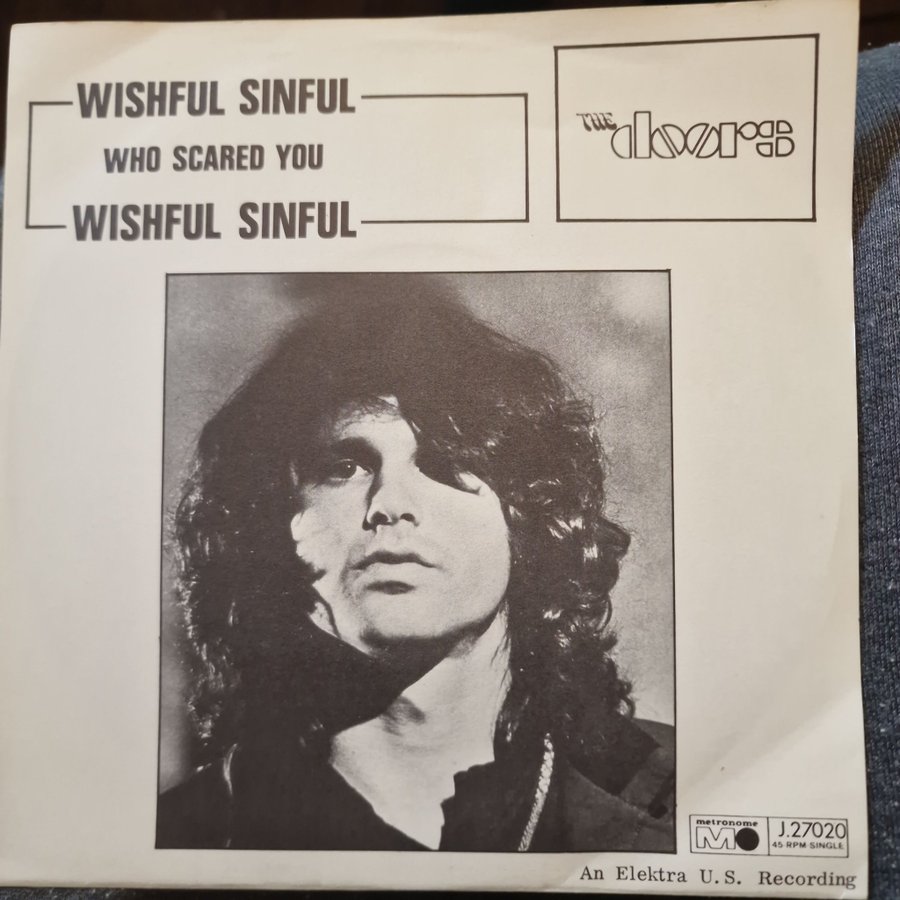 WISHFUL SINFUL
WHO SCARED YOU
WISHFUL SINFUL
THE doors
metronome
M
J.27020
45 RPM-SINGLE
An Elektra U.S. Recording